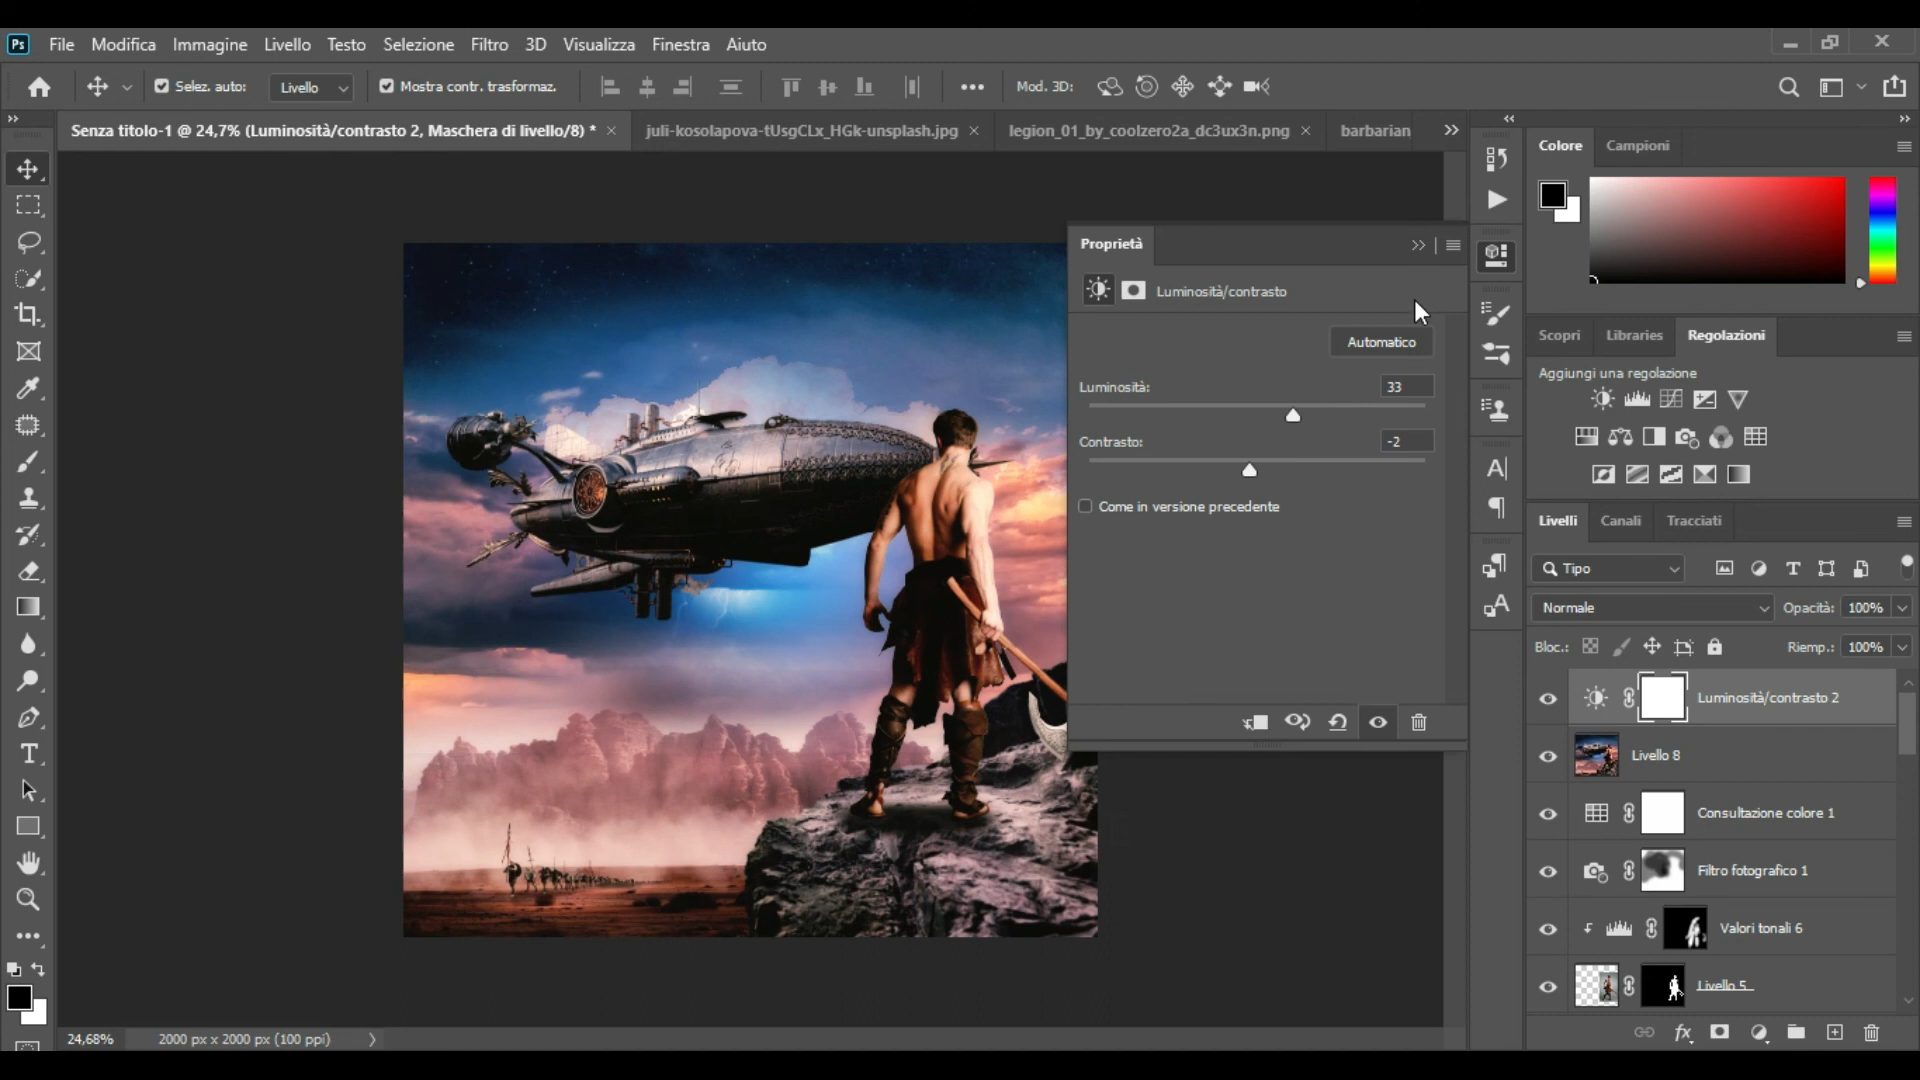 Ps File Modifica Immagine Livello Testo Selezione Filtro 3D Visualizza Finestra Aiuto
Selez. auto: Livello Mostra contr. trasformaz. Mod. 3D:
Senza titolo-1 @ 24,7% (Luminosità/contrasto 2, Maschera di livello/8) * juli-kosolapova-tUsgCLx_HGk-unsplash.jpg legion_01_by_coolzero2a_dc3ux3n.png barbarian
Colore Campioni
Proprietà
Luminosità/contrasto
Automatico
Luminosità: 33
Contrasto: -2
Come in versione precedente
Scopri Libraries Regolazioni
Aggiungi una regolazione
Livelli Canali Tracciati
Tipo
Normale Opacità: 100%
Bloc.: Riemp.: 100%
Luminosità/contrasto 2
Livello 8
Consultazione colore 1
Filtro fotografico 1
Valori tonali 6
Livello 5
24,68% 2000 px x 2000 px (100 ppi)